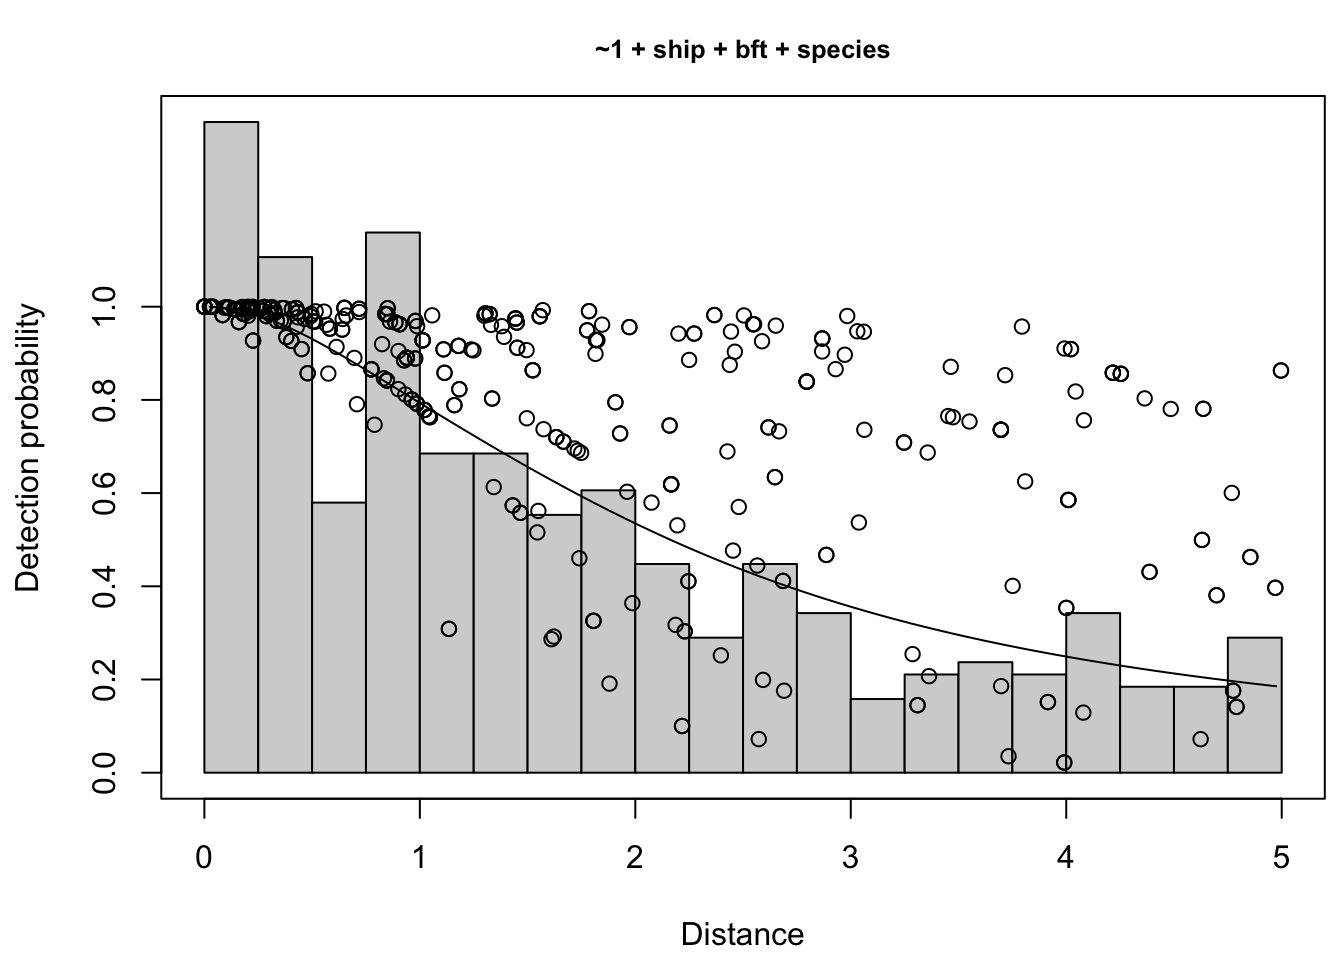 ~1 + ship + bft + species
Detection probability
1.0
0.8
0.6
0.4
0.2
0.0
0 1 2 3 4 5
Distance